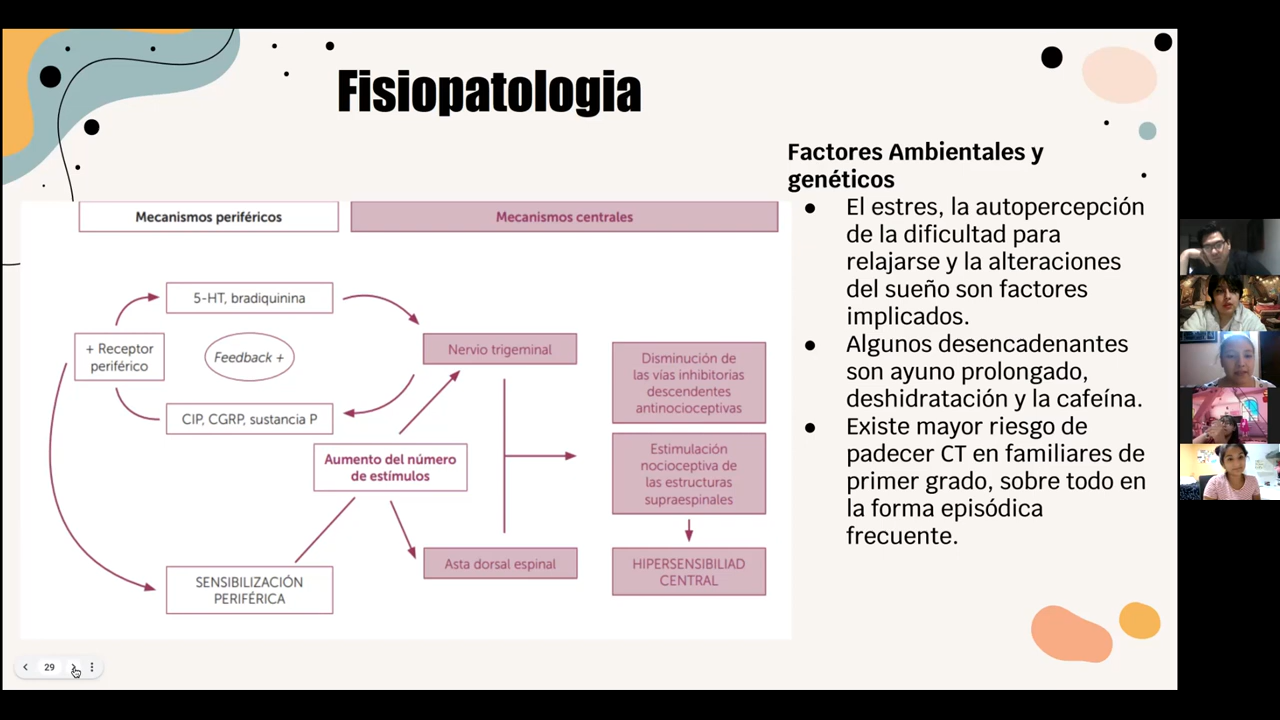 Fisiopatologia
Mecanismos periféricos
Mecanismos centrales
5-HT, bradiquinina
+ Receptor
periférico
Feedback +
CIP, CGRP, sustancia P
Nervio trigeminal
Aumento del número
de estímulos
SENSIBILIZACIÓN
PERIFÉRICA
Asta dorsal espinal
Disminución de
las vías inhibitorias
descendentes
antinocioceptivas
Estimulación
nocioceptiva de
las estructuras
supraespinales
HIPERSENSIBILIAD
CENTRAL
Factores Ambientales y
genéticos
● El estres, la autopercepción
de la dificultad para
relajarse y la alteraciones
del sueño son factores
implicados.
● Algunos desencadenantes
son ayuno prolongado,
deshidratación y la cafeína.
● Existe mayor riesgo de
padecer CT en familiares de
primer grado, sobre todo en
la forma episódica
frecuente.
29